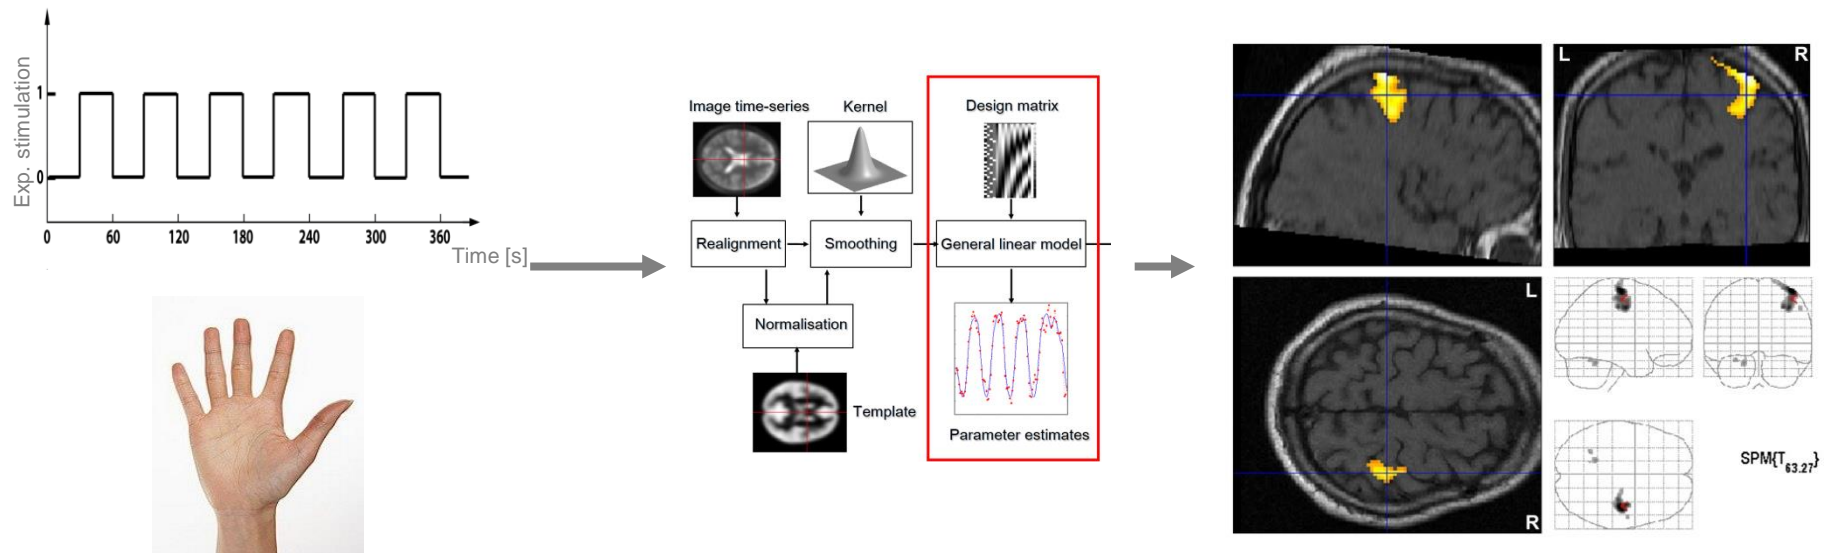 Exp. stimulation
1
0
0 60 120 180 240 300 360
Time [s]
Image time-series
Kernel
Design matrix
Realignment
Smoothing
General linear model
Normalisation
Template
Parameter estimates
L R
L
R
SPM{T63.27}